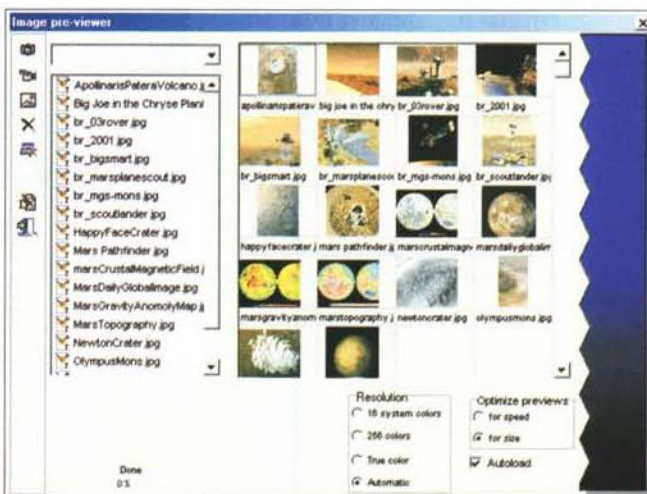 Image pre-viewer
ApollinarisPateraVolcano.j
Big Joe in the Chryse Plani
br_03rover.jpg
br_2001.jpg
br_bigsmart.jpg
br_marsplanescout.jpg
br_mgs-mons.jpg
br_scoutlander.jpg
HappyFaceCrater.jpg
Mars Pathfinder.jpg
marsCrustalMagneticField.j
MarsDailyGlobalImage.jpg
MarsGravityAnomolyMap.jp
MarsTopography.jpg
NewtonCrater.jpg
OlympusMons.jpg
apollinarispaterav big joe in the chry br_03rover.jpg br_2001.jpg
br_bigsmart.jpg br_marsplanescou br_mgs-mons.jpg br_scoutlander.jpg
happyfacecrater.j mars pathfinder.jp marscrustalmagn marsdailyglobalim
marsgravityanom marstopography.j newtoncrater.jpg olympusmons.jpg
Resolution
16 system colors
256 colors
True color
Automatic
Optimize previews
for speed
for size
Autoload
Done
0%